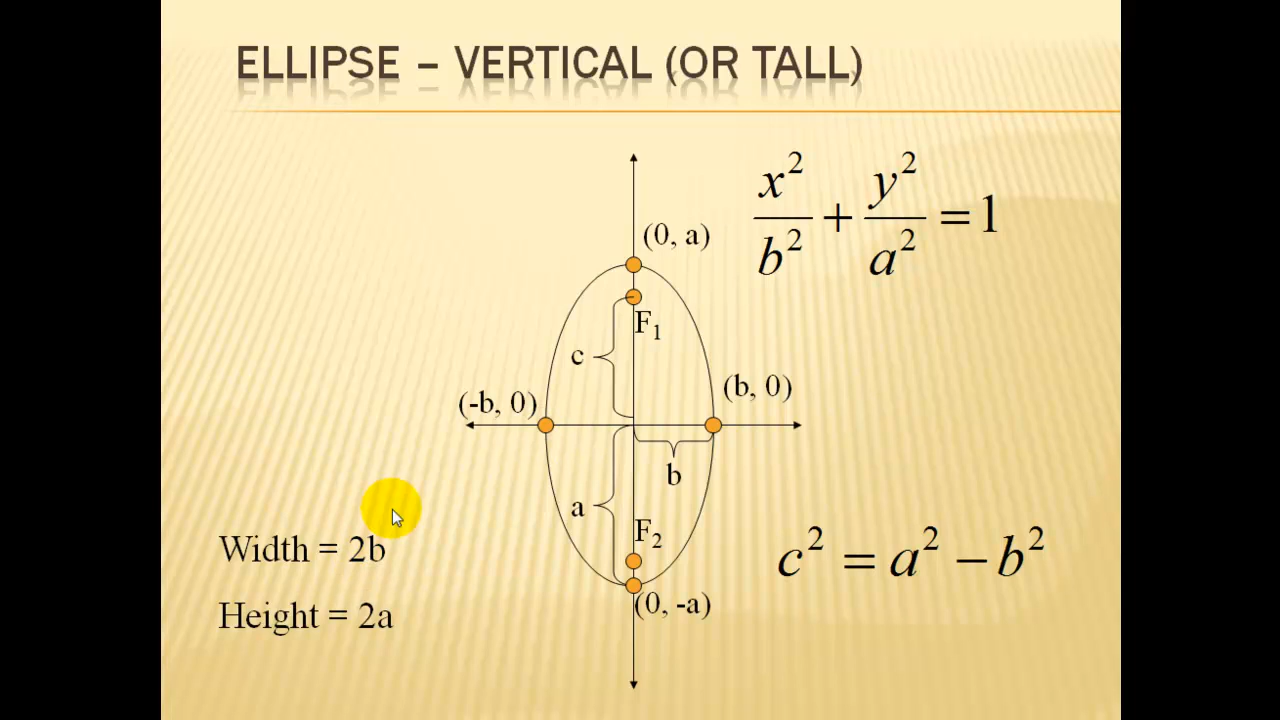 ELLIPSE – VERTICAL (OR TALL)
x² / b² + y² / a² = 1
(0, a)
F₁
c
(b, 0)
(-b, 0)
b
a
F₂
c² = a² − b²
Width = 2b
(0, -a)
Height = 2a